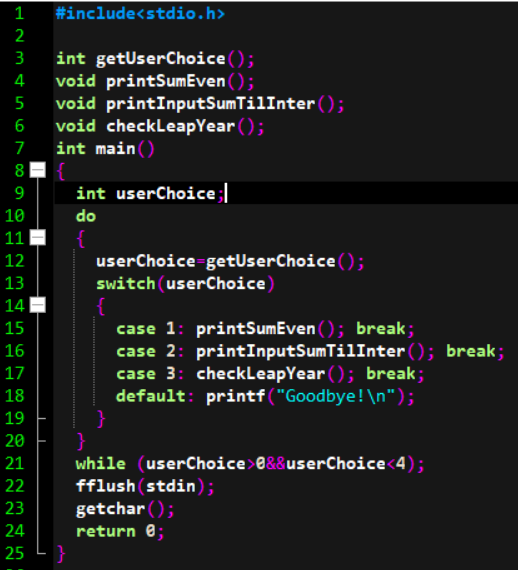 1 #include<stdio.h>
2
3 int getUserChoice();
4 void printSumEven();
5 void printInputSumTilInter();
6 void checkLeapYear();
7 int main()
8 {
9   int userChoice;
10   do
11   {
12     userChoice=getUserChoice();
13     switch(userChoice)
14     {
15       case 1: printSumEven(); break;
16       case 2: printInputSumTilInter(); break;
17       case 3: checkLeapYear(); break;
18       default: printf("Goodbye!\n");
19     }
20   }
21   while (userChoice>0&&userChoice<4);
22   fflush(stdin);
23   getchar();
24   return 0;
25 }